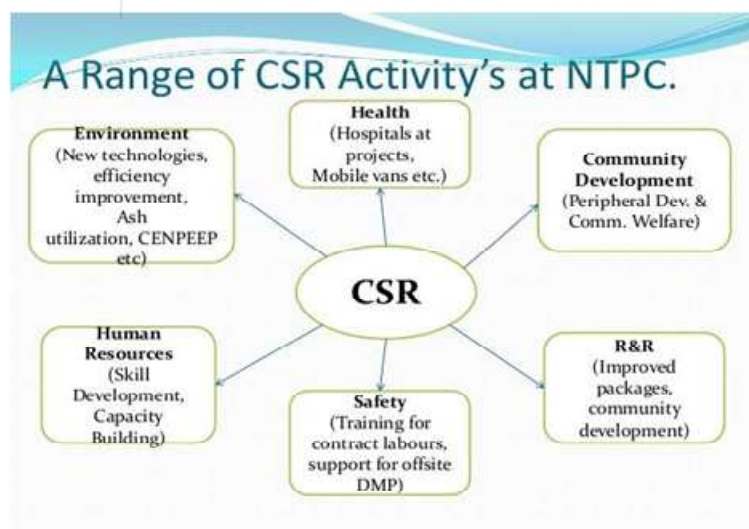 A Range of CSR Activity's at NTPC.
Health
(Hospitals at
projects,
Mobile vans etc.)
Environment
(New technologies,
efficiency
improvement,
Ash
utilization, CENPEEP
etc)
Community
Development
(Peripheral Dev. &
Comm. Welfare)
CSR
Human
Resources
(Skill
Development,
Capacity
Building)
Safety
(Training for
contract labours,
support for offsite
DMP)
R&R
(Improved
packages,
community
development)